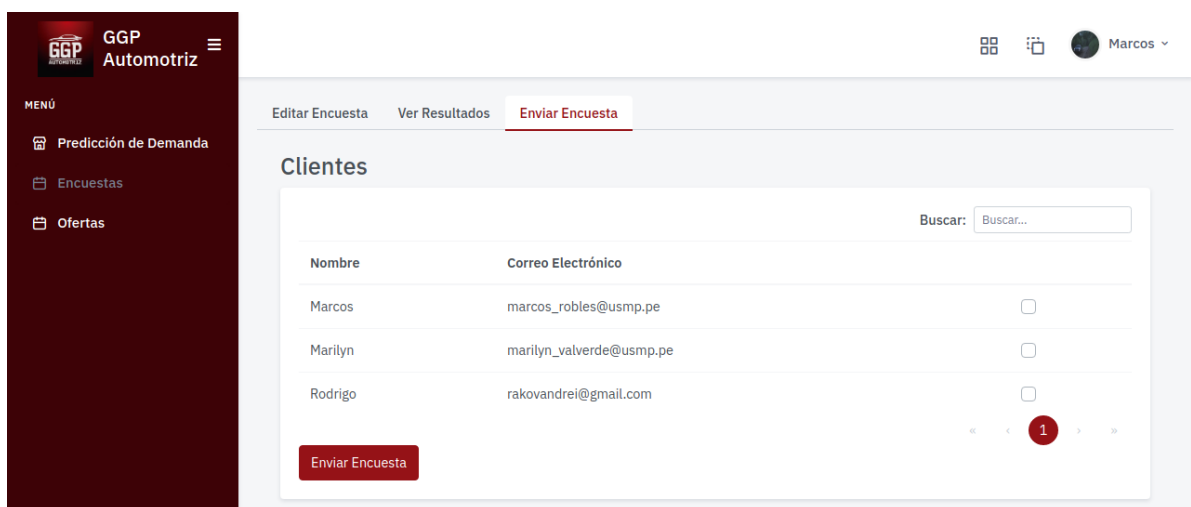 GGP
AUTOMOTRIZ
GGP
Automotriz
Marcos
MENÚ
Predicción de Demanda
Encuestas
Ofertas
Editar Encuesta Ver Resultados Enviar Encuesta
Clientes
Buscar: Buscar...
Nombre Correo Electrónico
Marcos marcos_robles@usmp.pe
Marilyn marilyn_valverde@usmp.pe
Rodrigo rakovandrei@gmail.com
« ‹ 1 › »
Enviar Encuesta